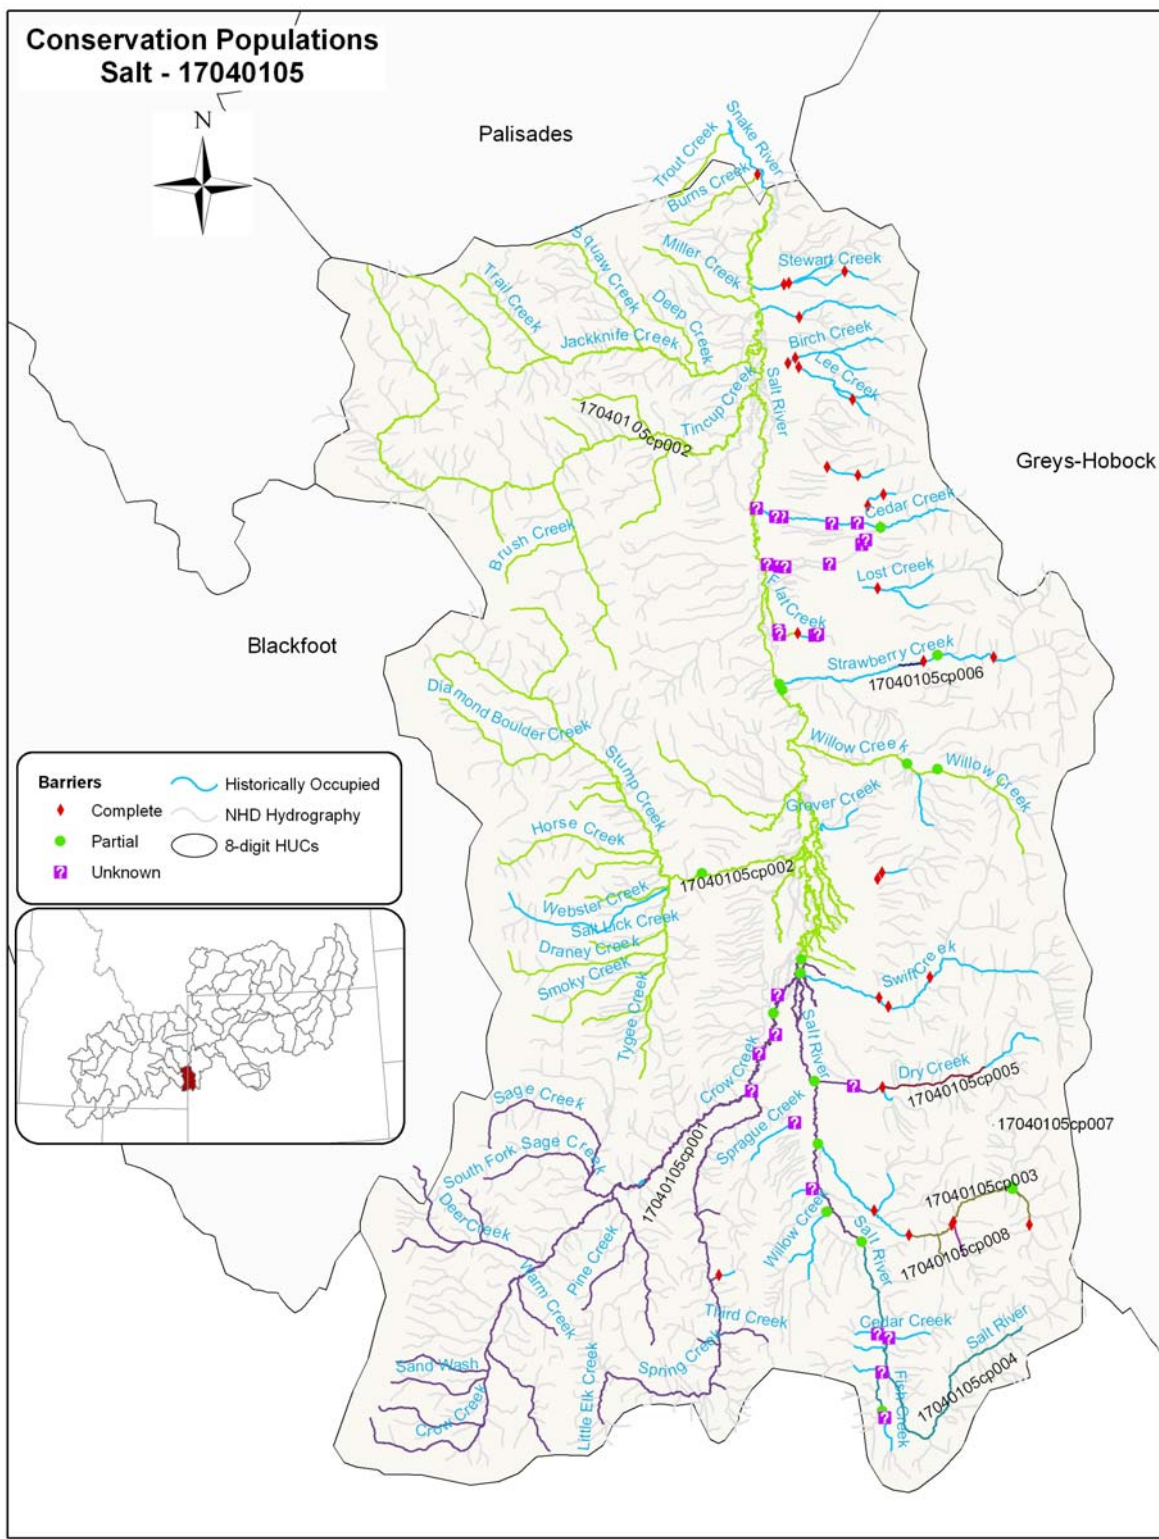 Conservation Populations
Salt - 17040105
N
Palisades
Snake River
Trout Creek
Burns Creek
Squaw Creek
Miller Creek
Stewart Creek
Trail Creek
Deep Creek
Jackknife Creek
Birch Creek
Lee Creek
Salt River
Tincup Creek
17040105cp002
Greys-Hobock
Cedar Creek
Brush Creek
Lost Creek
Flat Creek
Blackfoot
Strawberry Creek
17040105cp006
Diamond Boulder Creek
Stump Creek
Willow Creek
Willow Creek
Grover Creek
Barriers
Complete
Partial
? Unknown
Historically Occupied
NHD Hydrography
8-digit HUCs
Horse Creek
17040105cp002
Webster Creek
Salt Lick Creek
Draney Creek
Smoky Creek
Tygee Creek
Swift Creek
Salt River
Crow Creek
Dry Creek
17040105cp005
Sage Creek
Sprague Creek
17040105cp007
South Fork Sage Creek
17040105cp001
17040105cp003
Deer Creek
Willow Creek
Salt River
17040105cp008
Pine Creek
Warm Creek
Third Creek
Cedar Creek
Salt River
Sand Wash
Spring Creek
17040105cp004
Crow Creek
Little Elk Creek
Fish Creek